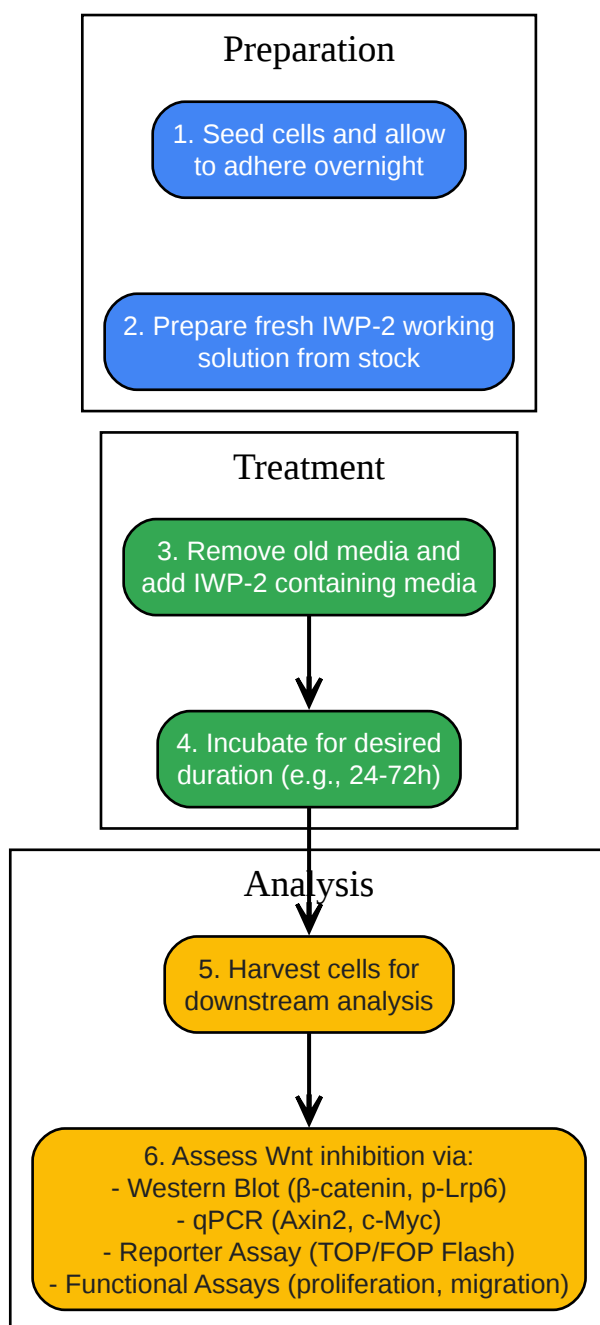 Preparation
1. Seed cells and allow
to adhere overnight
2. Prepare fresh IWP-2 working
solution from stock
Treatment
3. Remove old media and
add IWP-2 containing media
4. Incubate for desired
duration (e.g., 24-72h)
Analysis
5. Harvest cells for
downstream analysis
6. Assess Wnt inhibition via:
- Western Blot (β-catenin, p-Lrp6)
- qPCR (Axin2, c-Myc)
- Reporter Assay (TOP/FOP Flash)
- Functional Assays (proliferation, migration)